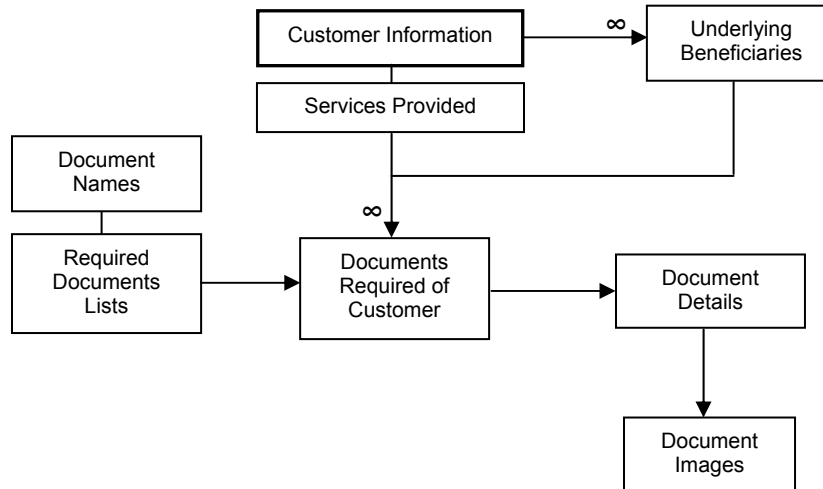 Customer Information
∞
Underlying
Beneficiaries
Services Provided
Document
Names
∞
Required
Documents
Lists
Documents
Required of
Customer
Document
Details
Document
Images